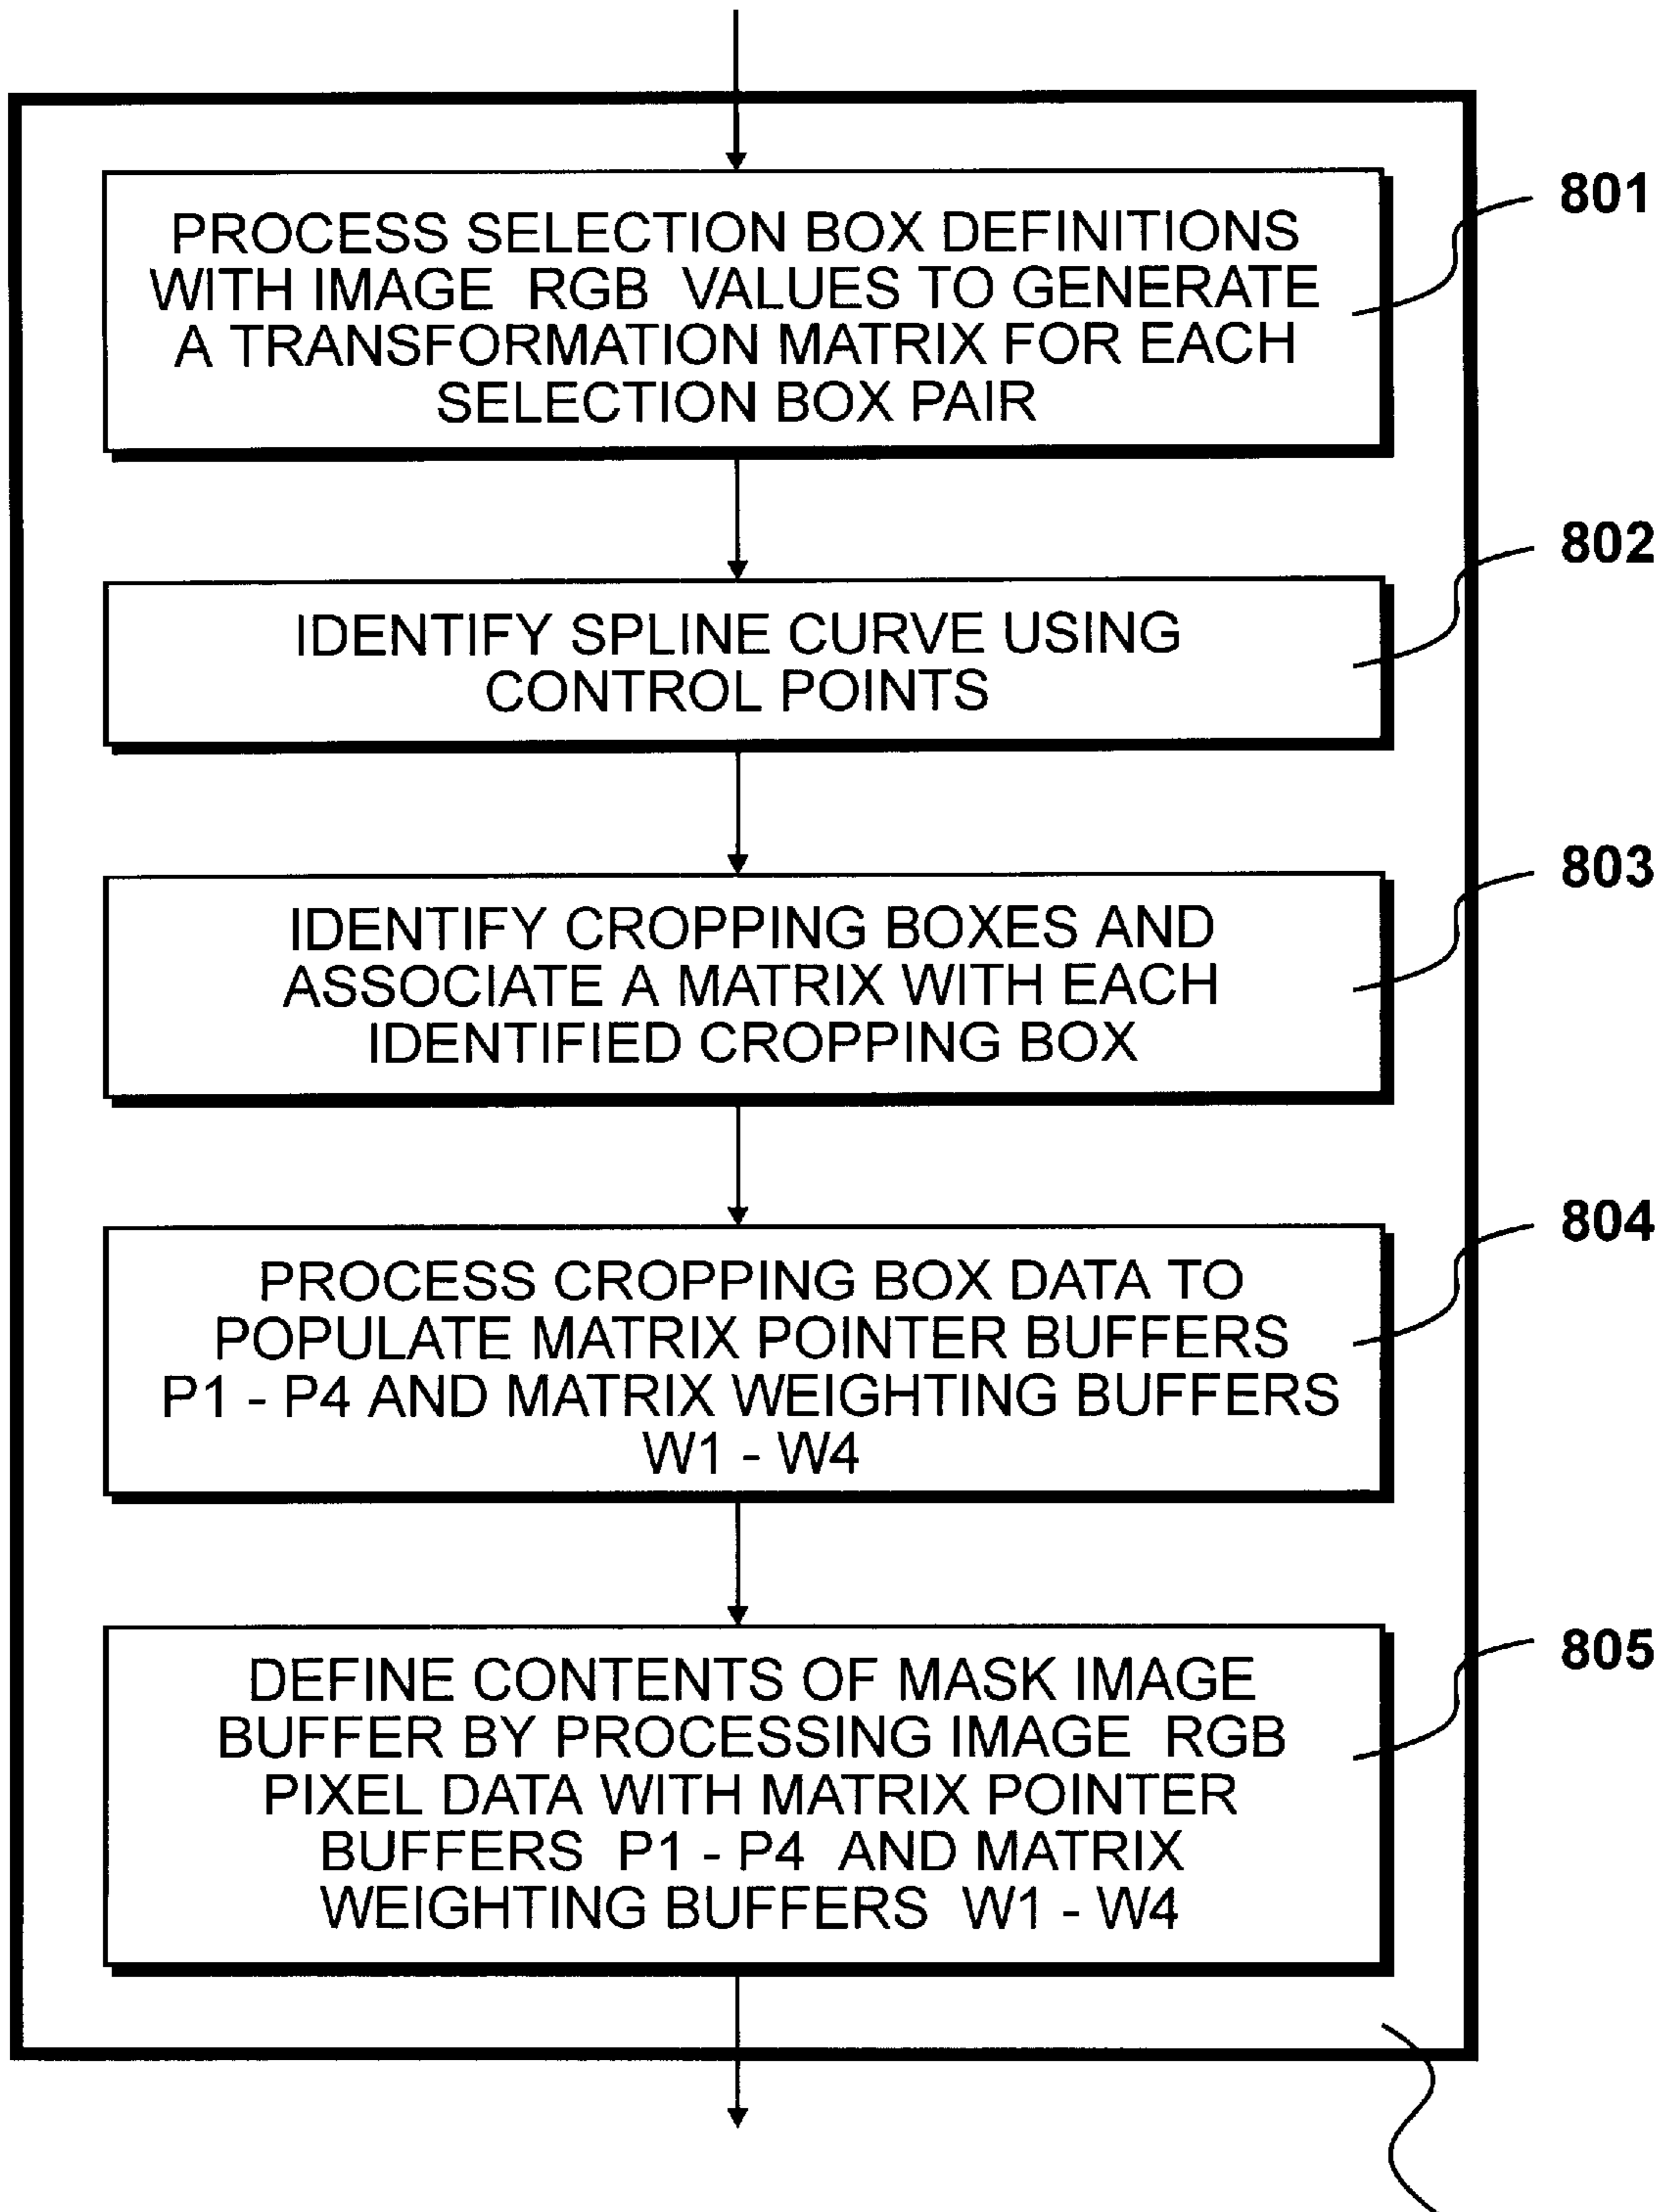 PROCESS SELECTION BOX DEFINITIONS
WITH IMAGE RGB VALUES TO GENERATE
A TRANSFORMATION MATRIX FOR EACH
SELECTION BOX PAIR
801
IDENTIFY SPLINE CURVE USING
CONTROL POINTS
802
IDENTIFY CROPPING BOXES AND
ASSOCIATE A MATRIX WITH EACH
IDENTIFIED CROPPING BOX
803
PROCESS CROPPING BOX DATA TO
POPULATE MATRIX POINTER BUFFERS
P1 - P4 AND MATRIX WEIGHTING BUFFERS
W1 - W4
804
DEFINE CONTENTS OF MASK IMAGE
BUFFER BY PROCESSING IMAGE RGB
PIXEL DATA WITH MATRIX POINTER
BUFFERS P1 - P4 AND MATRIX
WEIGHTING BUFFERS W1 - W4
805